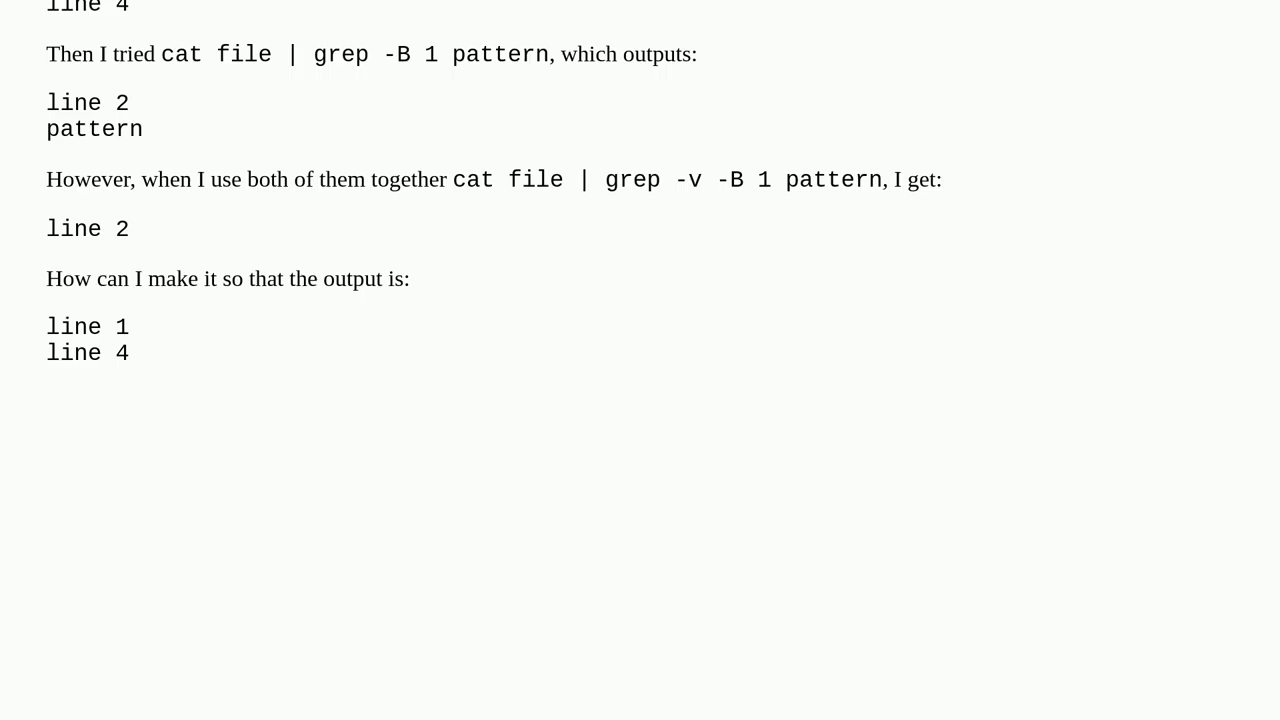 line 4
Then I tried cat file | grep -B 1 pattern, which outputs:
line 2
pattern
However, when I use both of them together cat file | grep -v -B 1 pattern, I get:
line 2
How can I make it so that the output is:
line 1
line 4